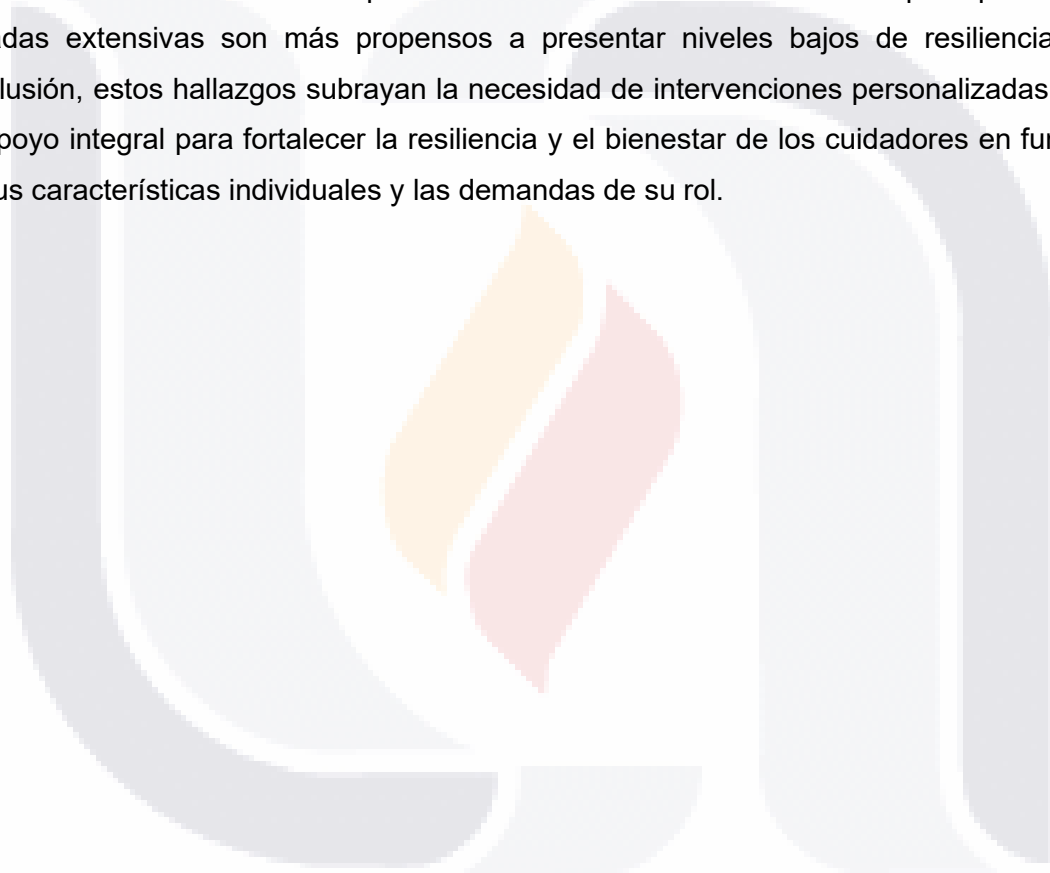 adas extensivas son más propensos a presentar niveles bajos de resiliencia
lusión, estos hallazgos subrayan la necesidad de intervenciones personalizadas
poyo integral para fortalecer la resiliencia y el bienestar de los cuidadores en fun
us características individuales y las demandas de su rol.